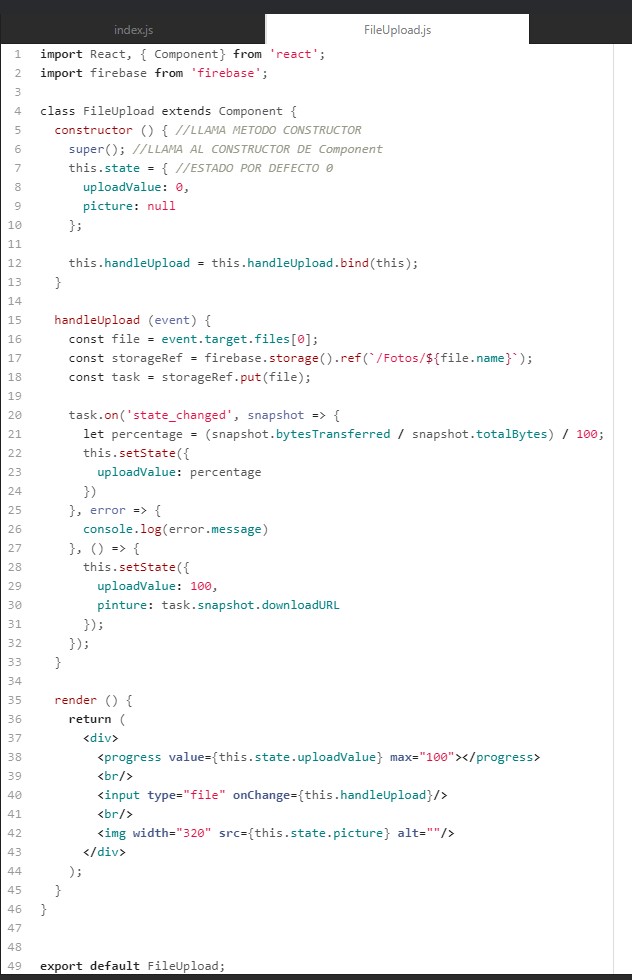 index.js
FileUpload.js
1 import React, { Component} from 'react';
2 import firebase from 'firebase';
3
4 class FileUpload extends Component {
5   constructor () { //LLAMA METODO CONSTRUCTOR
6     super(); //LLAMA AL CONSTRUCTOR DE Component
7     this.state = { //ESTADO POR DEFECTO 0
8       uploadValue: 0,
9       picture: null
10     };
11
12     this.handleUpload = this.handleUpload.bind(this);
13   }
14
15   handleUpload (event) {
16     const file = event.target.files[0];
17     const storageRef = firebase.storage().ref(`/Fotos/${file.name}`);
18     const task = storageRef.put(file);
19
20     task.on('state_changed', snapshot => {
21       let percentage = (snapshot.bytesTransferred / snapshot.totalBytes) / 100;
22       this.setState({
23         uploadValue: percentage
24       })
25     }, error => {
26       console.log(error.message)
27     }, () => {
28       this.setState({
29         uploadValue: 100,
30         pinture: task.snapshot.downloadURL
31       });
32     });
33   }
34
35   render () {
36     return (
37       <div>
38         <progress value={this.state.uploadValue} max="100"></progress>
39         <br/>
40         <input type="file" onChange={this.handleUpload}/>
41         <br/>
42         <img width="320" src={this.state.picture} alt=""/>
43       </div>
44     );
45   }
46 }
47
48
49 export default FileUpload;